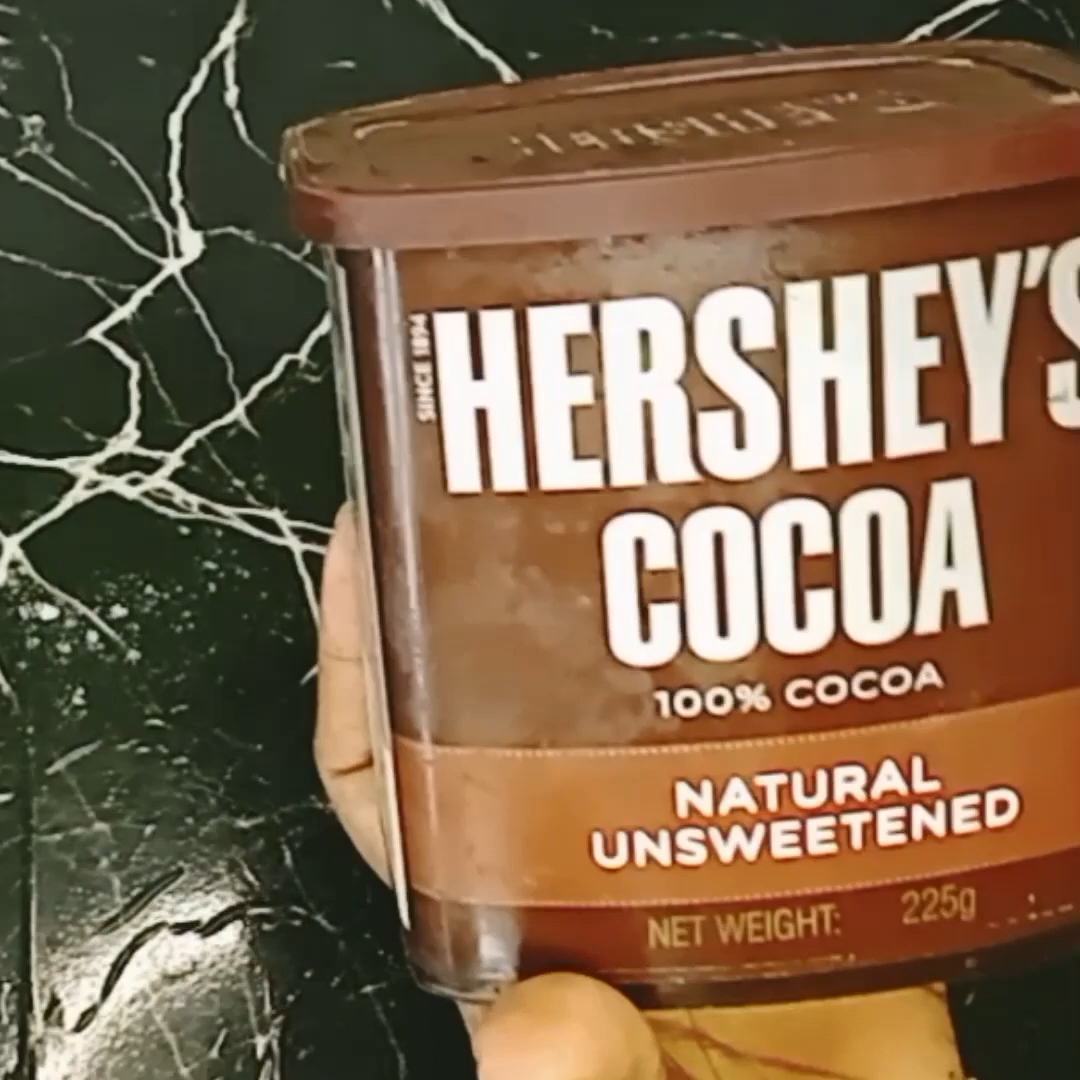 SINCE 1894
HERSHEY'S
COCOA
100% COCOA
NATURAL
UNSWEETENED
NET WEIGHT: 225g